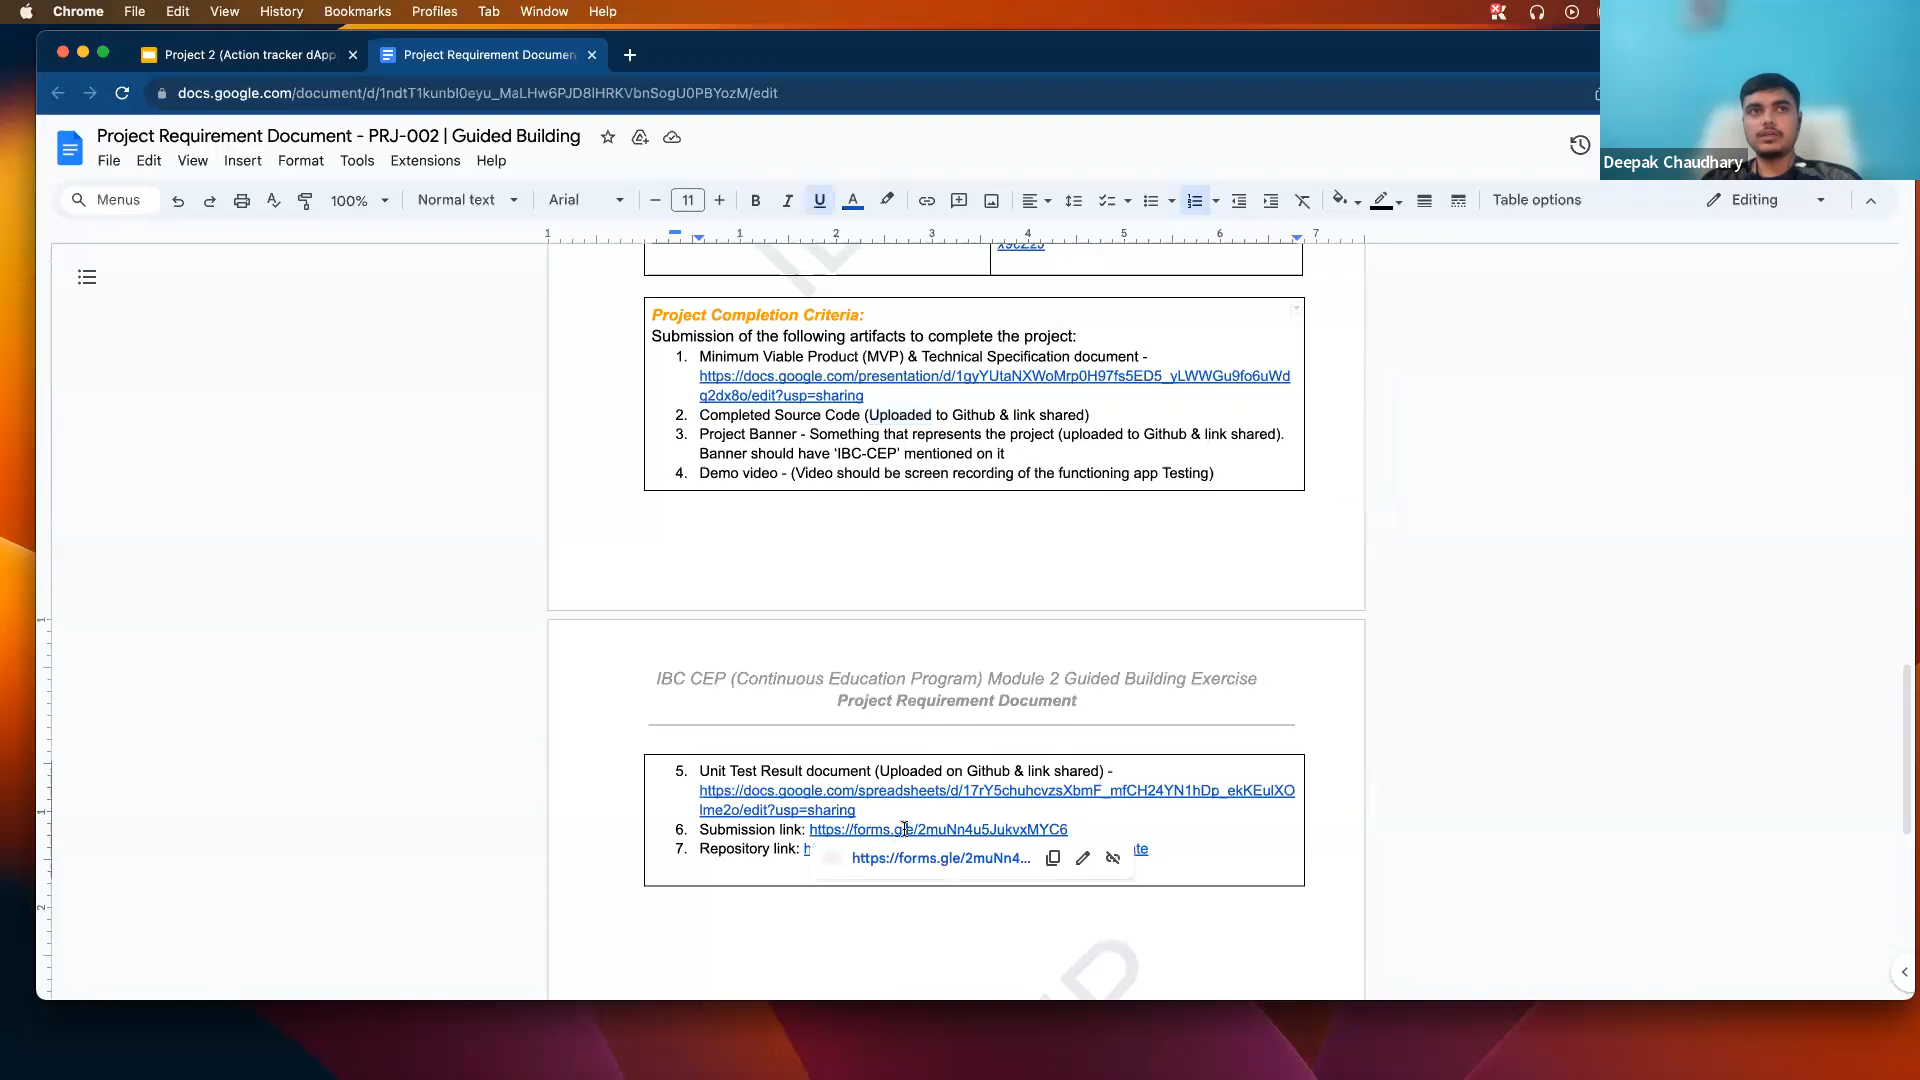 Chrome File Edit View History Bookmarks Profiles Tab Window Help
Project 2 (Action tracker dApp
Project Requirement Documen
docs.google.com/document/d/1ndtT1kunbl0eyu_MaLHw6PJD8lHRKVbnSogU0PBYozM/edit
Project Requirement Document - PRJ-002 | Guided Building
File Edit View Insert Format Tools Extensions Help
Deepak Chaudhary
Menus 100% Normal text Arial 11 B I U A Table options Editing
1 1 2 3 4 5 6 7
Project Completion Criteria:
Submission of the following artifacts to complete the project:
1. Minimum Viable Product (MVP) & Technical Specification document -
https://docs.google.com/presentation/d/1gyYUtaNXWoMrp0H97fs5ED5_yLWWGu9fo6uWd
q2dx8o/edit?usp=sharing
2. Completed Source Code (Uploaded to Github & link shared)
3. Project Banner - Something that represents the project (uploaded to Github & link shared).
Banner should have ‘IBC-CEP’ mentioned on it
4. Demo video - (Video should be screen recording of the functioning app Testing)
IBC CEP (Continuous Education Program) Module 2 Guided Building Exercise
Project Requirement Document
5. Unit Test Result document (Uploaded on Github & link shared) -
https://docs.google.com/spreadsheets/d/17rY5chuhcvzsXbmF_mfCH24YN1hDp_ekKEulXO
lme2o/edit?usp=sharing
6. Submission link: https://forms.gle/2muNn4u5JukvxMYC6
7. Repository link: h
https://forms.gle/2muNn4...